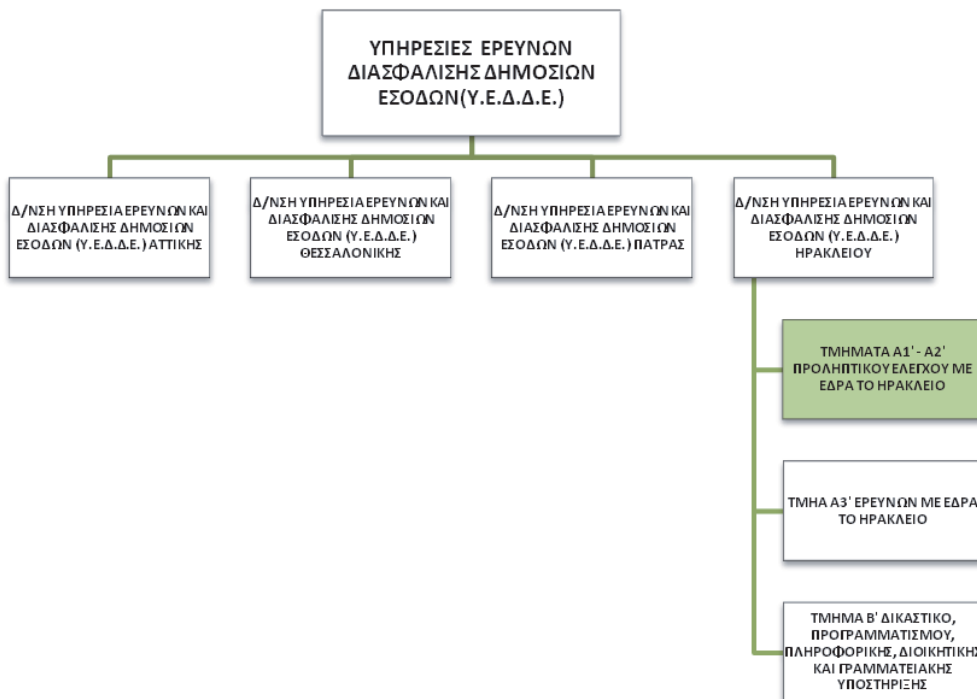 ΥΠΗΡΕΣΙΕΣ ΕΡΕΥΝΩΝ
ΔΙΑΣΦΑΛΙΣΗΣ ΔΗΜΟΣΙΩΝ
ΕΣΟΔΩΝ(Υ.Ε.Δ.Δ.Ε.)
Δ/ΝΣΗ ΥΠΗΡΕΣΙΑ ΕΡΕΥΝΩΝ ΚΑΙ
ΔΙΑΣΦΑΛΙΣΗΣ ΔΗΜΟΣΙΩΝ
ΕΣΟΔΩΝ (Υ.Ε.Δ.Δ.Ε.) ΑΤΤΙΚΗΣ
Δ/ΝΣΗ ΥΠΗΡΕΣΙΑ ΕΡΕΥΝΩΝ ΚΑΙ
ΔΙΑΣΦΑΛΙΣΗΣ ΔΗΜΟΣΙΩΝ
ΕΣΟΔΩΝ (Υ.Ε.Δ.Δ.Ε.)
ΘΕΣΣΑΛΟΝΙΚΗΣ
Δ/ΝΣΗ ΥΠΗΡΕΣΙΑ ΕΡΕΥΝΩΝ ΚΑΙ
ΔΙΑΣΦΑΛΙΣΗΣ ΔΗΜΟΣΙΩΝ
ΕΣΟΔΩΝ (Υ.Ε.Δ.Δ.Ε.) ΠΑΤΡΑΣ
Δ/ΝΣΗ ΥΠΗΡΕΣΙΑ ΕΡΕΥΝΩΝ ΚΑΙ
ΔΙΑΣΦΑΛΙΣΗΣ ΔΗΜΟΣΙΩΝ
ΕΣΟΔΩΝ (Υ.Ε.Δ.Δ.Ε.)
ΗΡΑΚΛΕΙΟΥ
ΤΜΗΜΑΤΑ Α1' - Α2'
ΠΡΟΛΗΠΤΙΚΟΥ ΕΛΕΓΧΟΥ ΜΕ
ΕΔΡΑ ΤΟ ΗΡΑΚΛΕΙΟ
ΤΜΗΑ Α3' ΕΡΕΥΝΩΝ ΜΕ ΕΔΡΑ
ΤΟ ΗΡΑΚΛΕΙΟ
ΤΜΗΜΑ Β' ΔΙΚΑΣΤΙΚΟ,
ΠΡΟΓΡΑΜΜΑΤΙΣΜΟΥ,
ΠΛΗΡΟΦΟΡΙΚΗΣ, ΔΙΟΙΚΗΤΙΚΗΣ
ΚΑΙ ΓΡΑΜΜΑΤΕΙΑΚΗΣ
ΥΠΟΣΤΗΡΙΞΗΣ